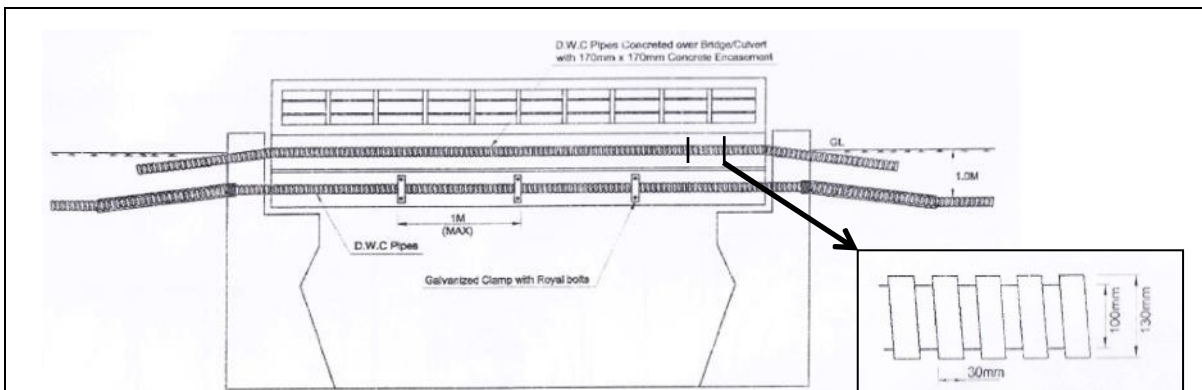 D.W.C Pipes Concreted over Bridge/Culvert
with 170mm x 170mm Concrete Encasement
GL
1.0M
1M
(MAX)
D.W.C Pipes
Galvanized Clamp with Royal bolts
100mm
130mm
30mm